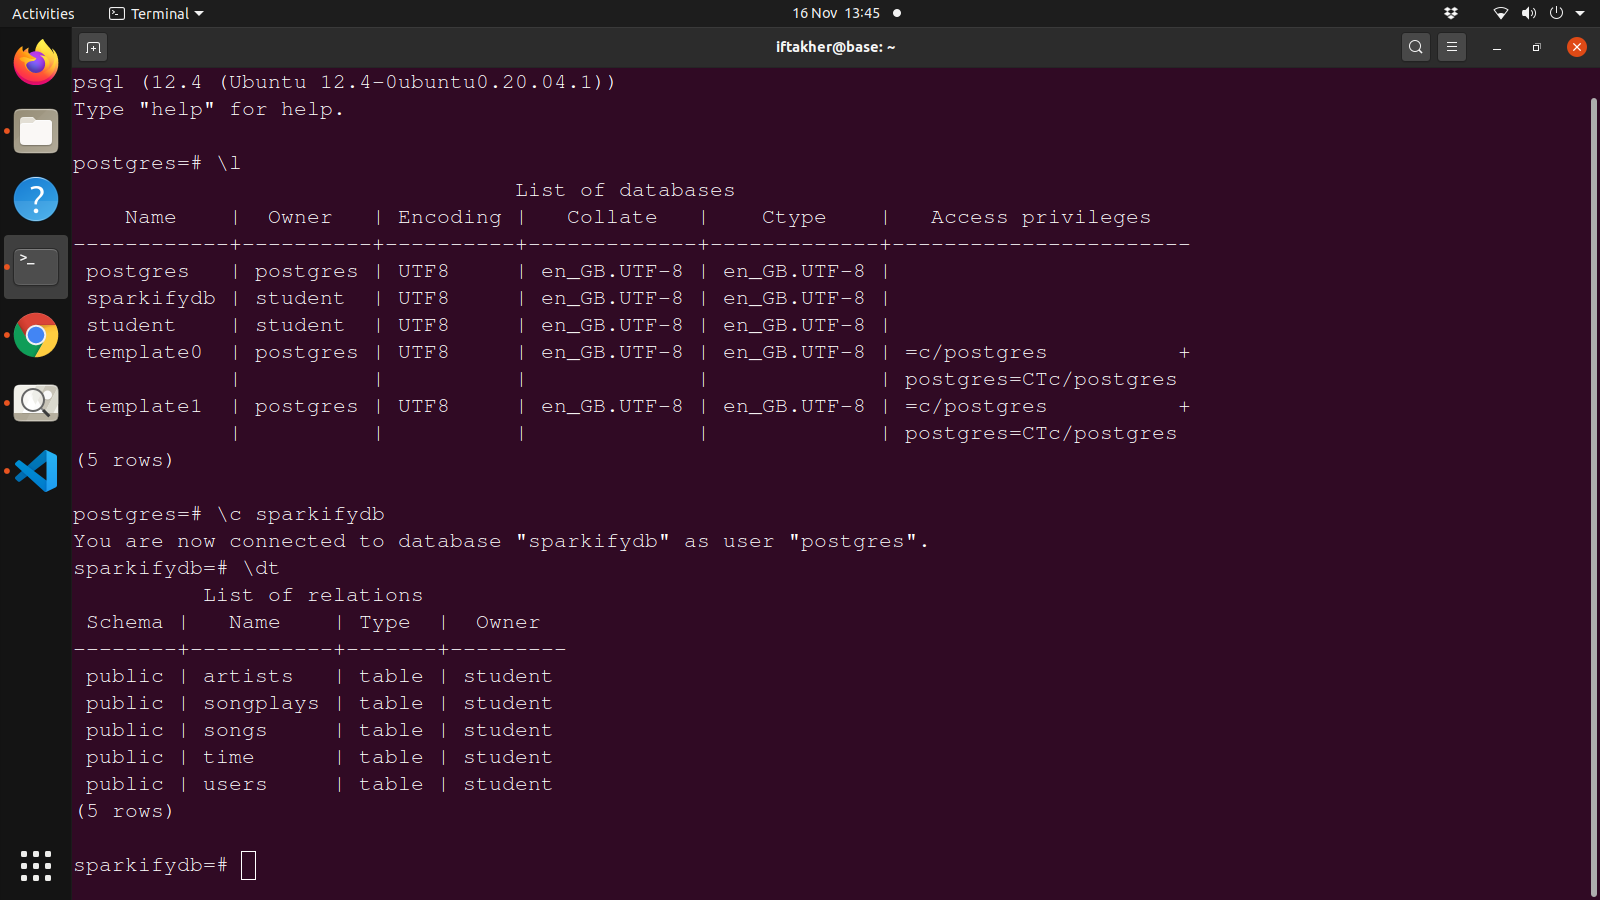 Activities Terminal 16 Nov 13:45
iftakher@base: ~
psql (12.4 (Ubuntu 12.4-0ubuntu0.20.04.1))
Type "help" for help.
postgres=# \l
                                  List of databases
    Name    |  Owner   | Encoding |   Collate   |    Ctype    |   Access privileges
------------+----------+----------+-------------+-------------+-----------------------
 postgres   | postgres | UTF8     | en_GB.UTF-8 | en_GB.UTF-8 |
 sparkifydb | student  | UTF8     | en_GB.UTF-8 | en_GB.UTF-8 |
 student    | student  | UTF8     | en_GB.UTF-8 | en_GB.UTF-8 |
 template0  | postgres | UTF8     | en_GB.UTF-8 | en_GB.UTF-8 | =c/postgres          +
            |          |          |             |             | postgres=CTc/postgres
 template1  | postgres | UTF8     | en_GB.UTF-8 | en_GB.UTF-8 | =c/postgres          +
            |          |          |             |             | postgres=CTc/postgres
(5 rows)
postgres=# \c sparkifydb
You are now connected to database "sparkifydb" as user "postgres".
sparkifydb=# \dt
          List of relations
 Schema |   Name    | Type  |  Owner
--------+-----------+-------+---------
 public | artists   | table | student
 public | songplays | table | student
 public | songs     | table | student
 public | time      | table | student
 public | users     | table | student
(5 rows)
sparkifydb=#